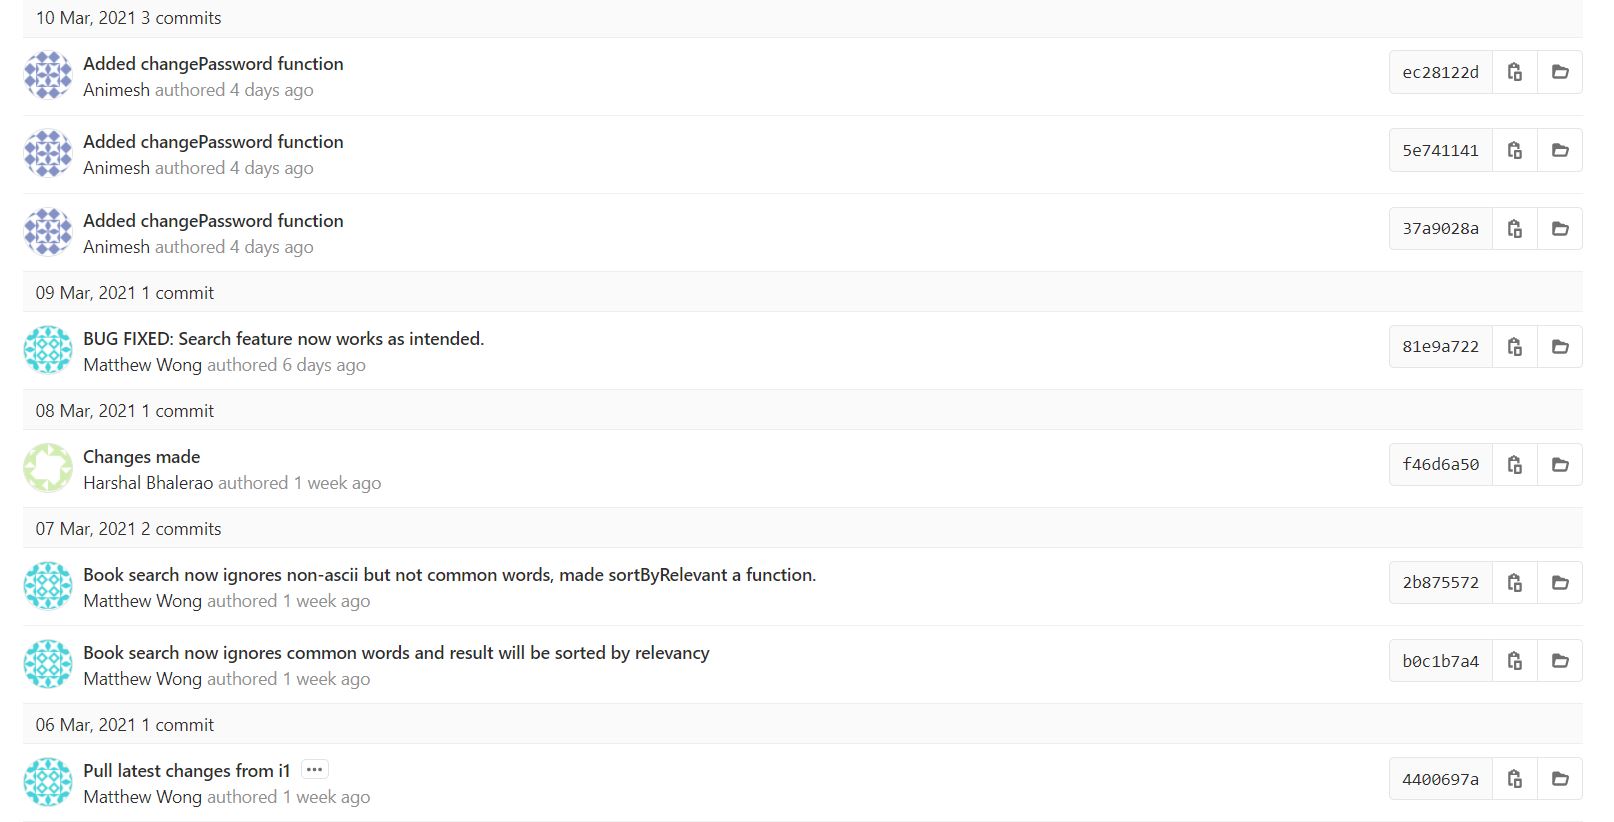 10 Mar, 2021 3 commits
Added changePassword function
Animesh authored 4 days ago
ec28122d
Added changePassword function
Animesh authored 4 days ago
5e741141
Added changePassword function
Animesh authored 4 days ago
37a9028a
09 Mar, 2021 1 commit
BUG FIXED: Search feature now works as intended.
Matthew Wong authored 6 days ago
81e9a722
08 Mar, 2021 1 commit
Changes made
Harshal Bhalerao authored 1 week ago
f46d6a50
07 Mar, 2021 2 commits
Book search now ignores non-ascii but not common words, made sortByRelevant a function.
Matthew Wong authored 1 week ago
2b875572
Book search now ignores common words and result will be sorted by relevancy
Matthew Wong authored 1 week ago
b0c1b7a4
06 Mar, 2021 1 commit
Pull latest changes from i1
Matthew Wong authored 1 week ago
4400697a